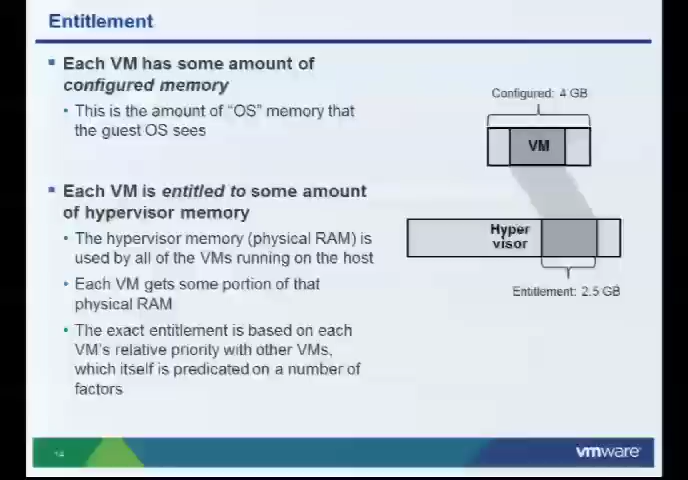 Entitlement
Each VM has some amount of
configured memory
This is the amount of “OS” memory that
the guest OS sees
Each VM is entitled to some amount
of hypervisor memory
The hypervisor memory (physical RAM) is
used by all of the VMs running on the host
Each VM gets some portion of that
physical RAM
The exact entitlement is based on each
VM's relative priority with other VMs,
which itself is predicated on a number of
factors
Configured: 4 GB
VM
Hyper
visor
Entitlement: 2.5 GB
14
vmware